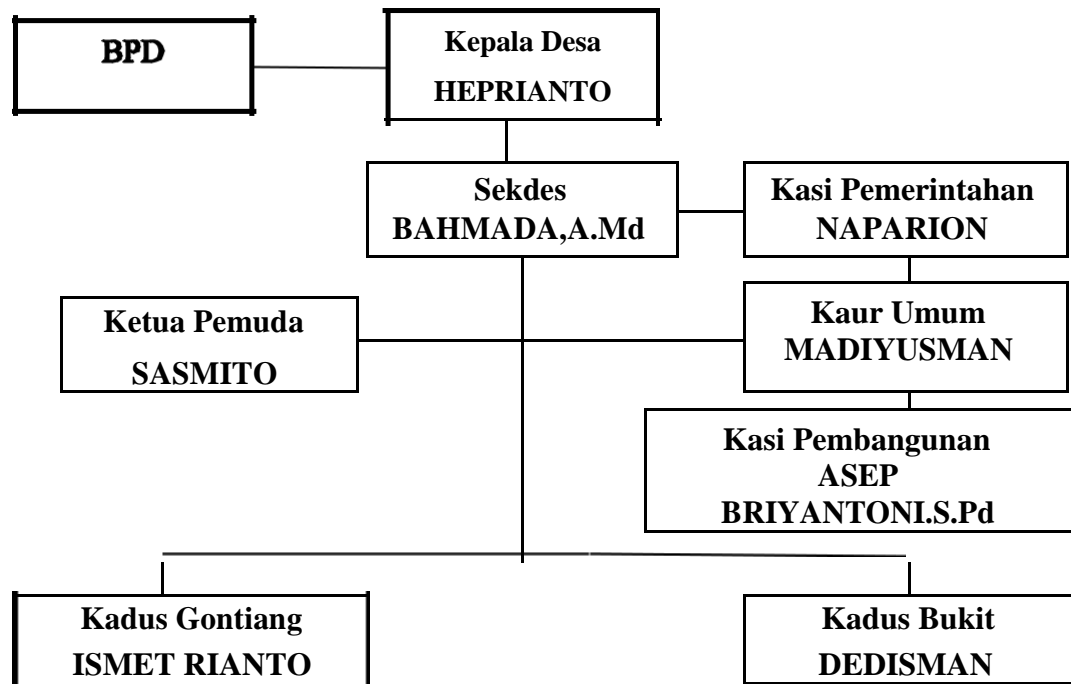 BPD
Kepala Desa
HEPRIANTO
Sekdes
BAHMADA,A.Md
Kasi Pemerintahan
NAPARION
Ketua Pemuda
SASMITO
Kaur Umum
MADIYUSMAN
Kasi Pembangunan
ASEP
BRIYANTONI.S.Pd
Kadus Gontiang
ISMET RIANTO
Kadus Bukit
DEDISMAN